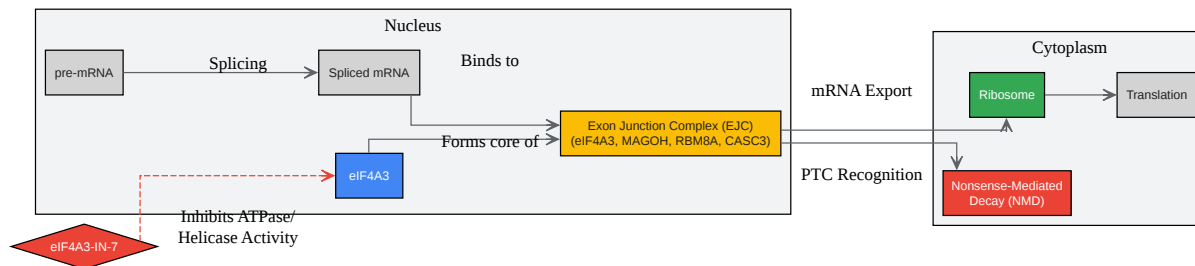 Nucleus
pre-mRNA
Splicing
Spliced mRNA
Binds to
Exon Junction Complex (EJC)
(eIF4A3, MAGOH, RBM8A, CASC3)
Forms core of
eIF4A3
Inhibits ATPase/
Helicase Activity
eIF4A3-IN-7
mRNA Export
PTC Recognition
Cytoplasm
Ribosome
Translation
Nonsense-Mediated
Decay (NMD)